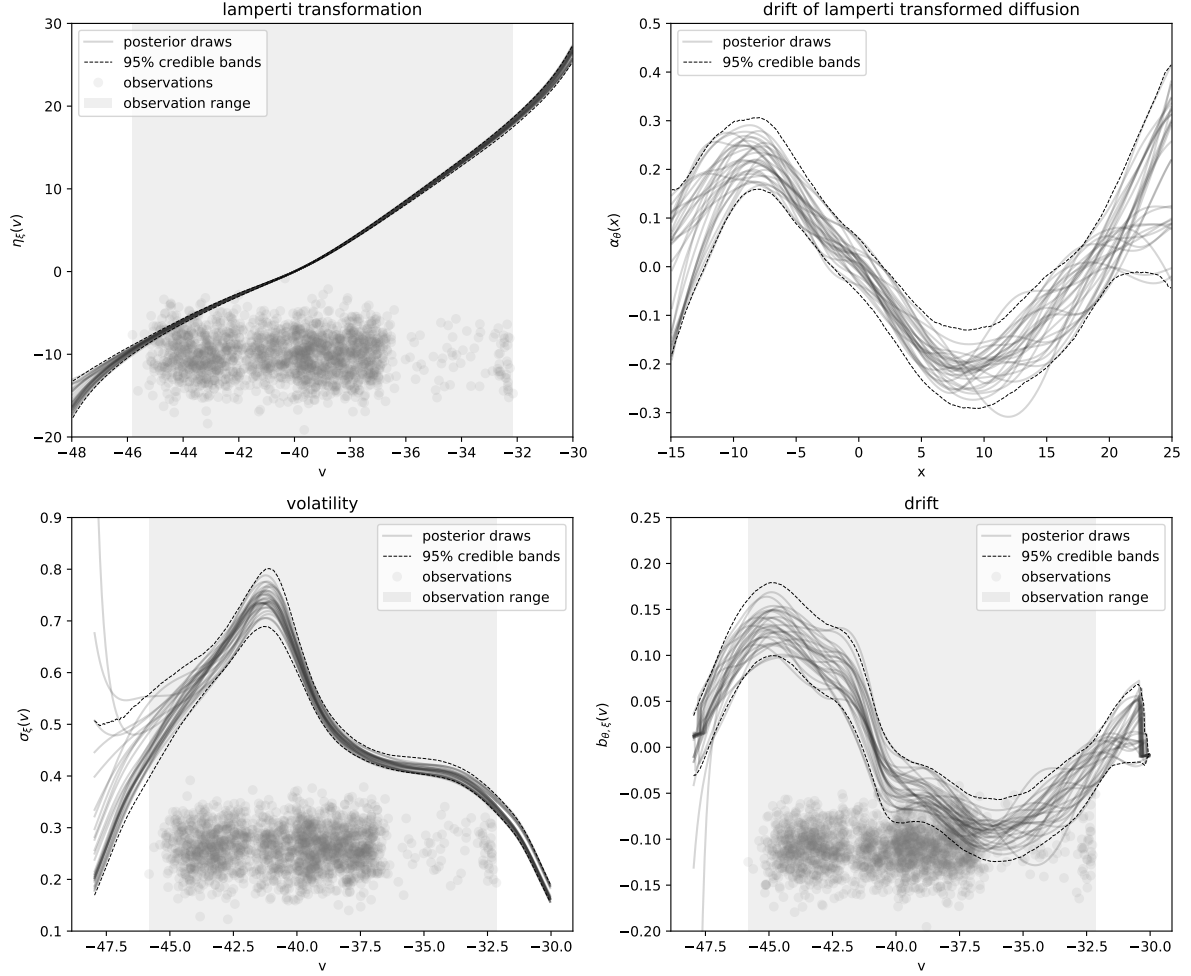 lamperti transformation
30
20
10
0
−10
−20
η_ξ(v)
posterior draws
95% credible bands
observations
observation range
−48
−46
−44
−42
−40
−38
−36
−34
−32
−30
v
drift of lamperti transformed diffusion
0.5
0.4
0.3
0.2
0.1
0.0
−0.1
−0.2
−0.3
α_θ(x)
posterior draws
95% credible bands
−15
−10
−5
0
5
10
15
20
25
x
volatility
0.9
0.8
0.7
0.6
0.5
0.4
0.3
0.2
0.1
σ_ξ(v)
posterior draws
95% credible bands
observations
observation range
−47.5
−45.0
−42.5
−40.0
−37.5
−35.0
−32.5
−30.0
v
drift
0.25
0.20
0.15
0.10
0.05
0.00
−0.05
−0.10
−0.15
−0.20
b_θ,ξ(v)
posterior draws
95% credible bands
observations
observation range
−47.5
−45.0
−42.5
−40.0
−37.5
−35.0
−32.5
−30.0
v